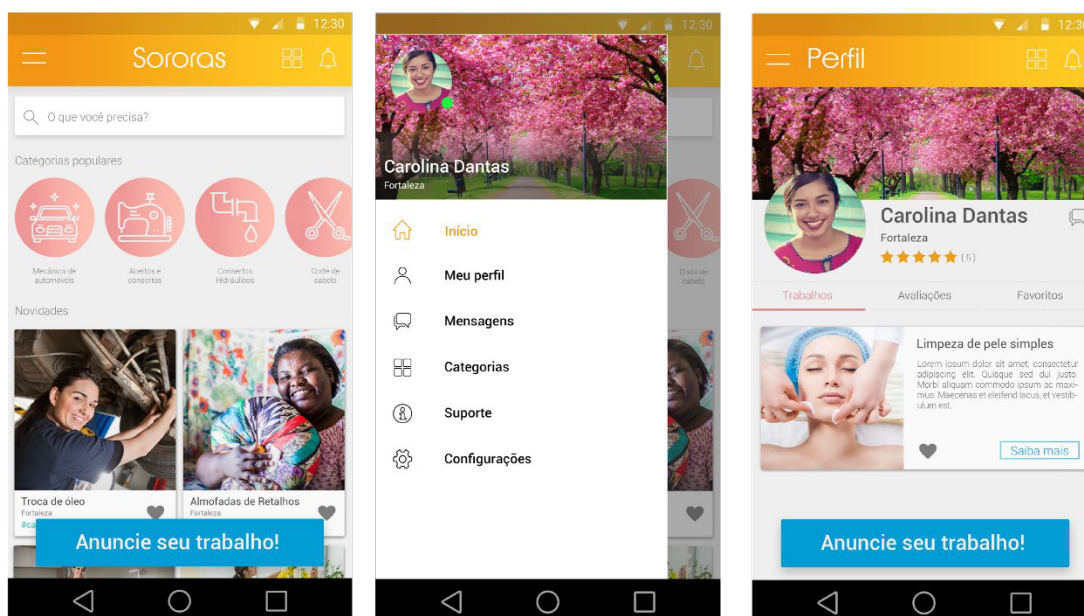 12:30
Sororas
O que você precisa?
Categorias populares
Mecânica de
automóveis
Acertos e
consertos
Consertos
Hidráulicos
Corte de
cabelo
Novidades
Troca de óleo
Fortaleza
#ca
Almofadas de Retalhos
Fortaleza
Anuncie seu trabalho!
12:30
Carolina Dantas
Fortaleza
Início
Meu perfil
Mensagens
Categorias
Suporte
Configurações
Corte de
cabelo
12:30
Perfil
Carolina Dantas
Fortaleza
(5)
Trabalhos
Avaliações
Favoritos
Limpeza de pele simples
Lorem ipsum dolor sit amet, consectetur
adipiscing elit. Quisque sed dui justo.
Morbi aliquam commodo ipsum ac maxi-
mus. Maecenas et eleifend lacus, et vestib-
ulum est.
Saiba mais
Anuncie seu trabalho!